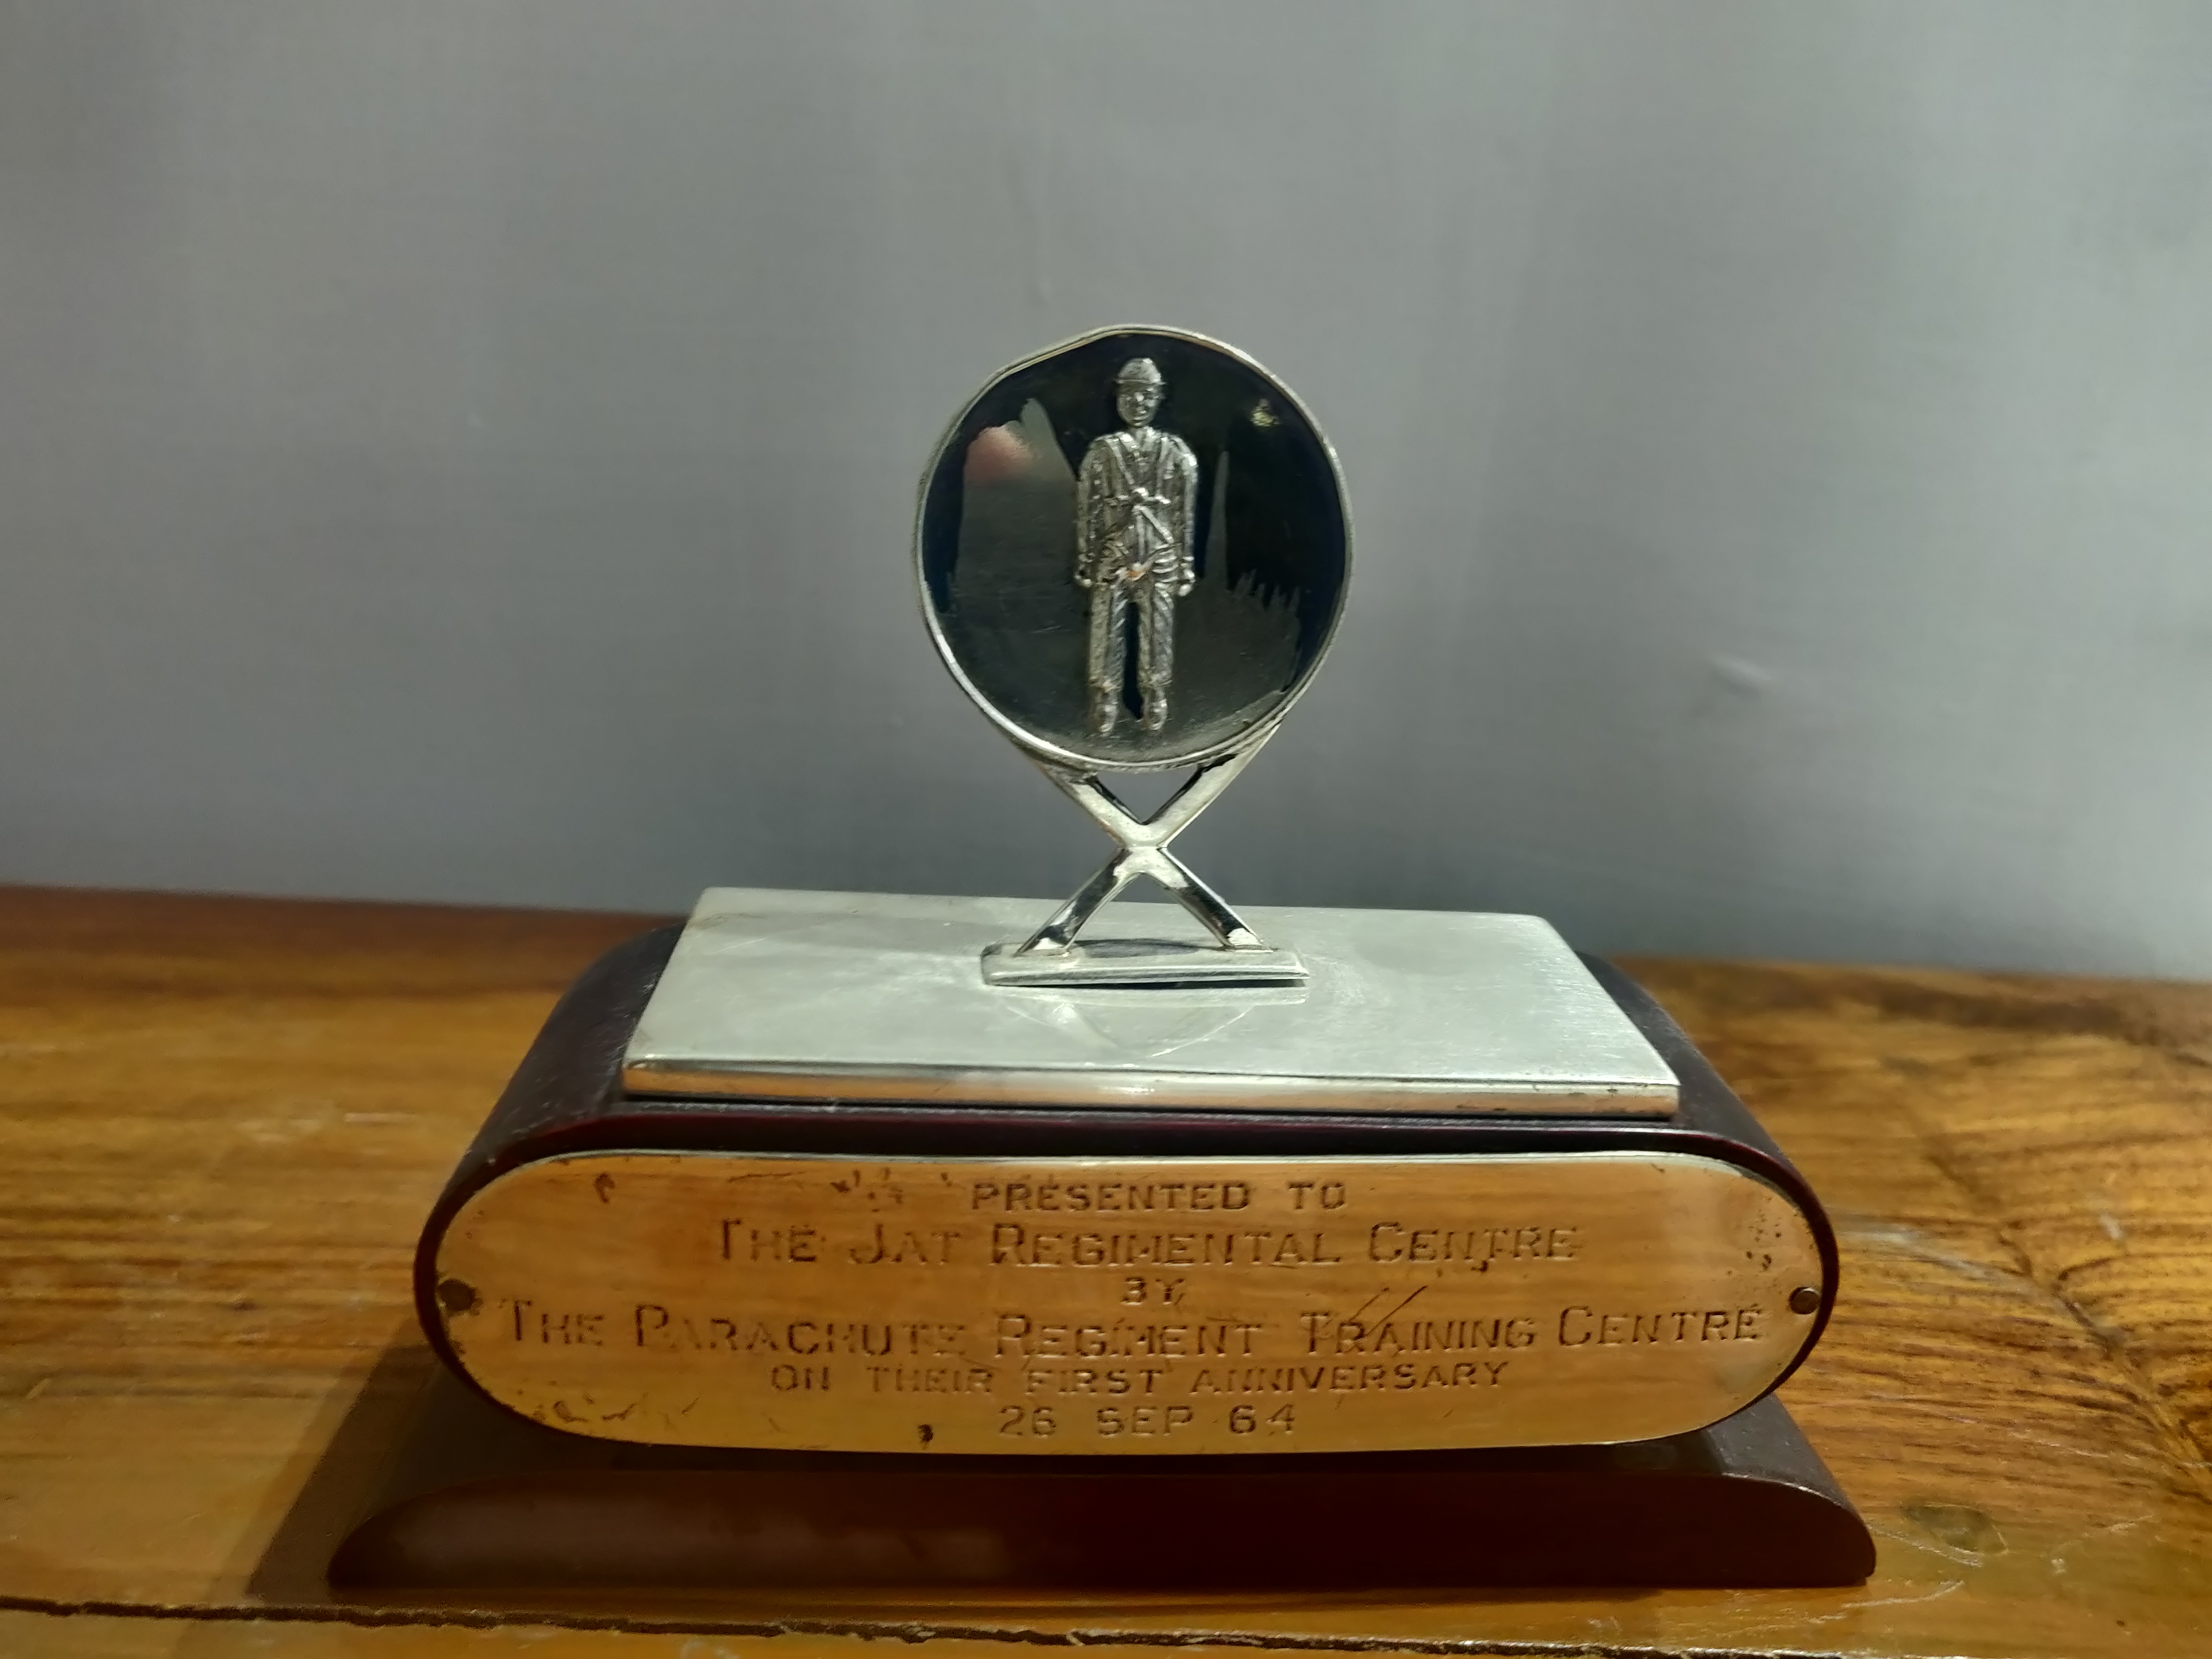 PRESENTED TO
THE JAT REGIMENTAL CENTRE
BY
THE PARACHUTE REGIMENT TRAINING CENTRE
ON THEIR FIRST ANNIVERSARY
26 SEP 64